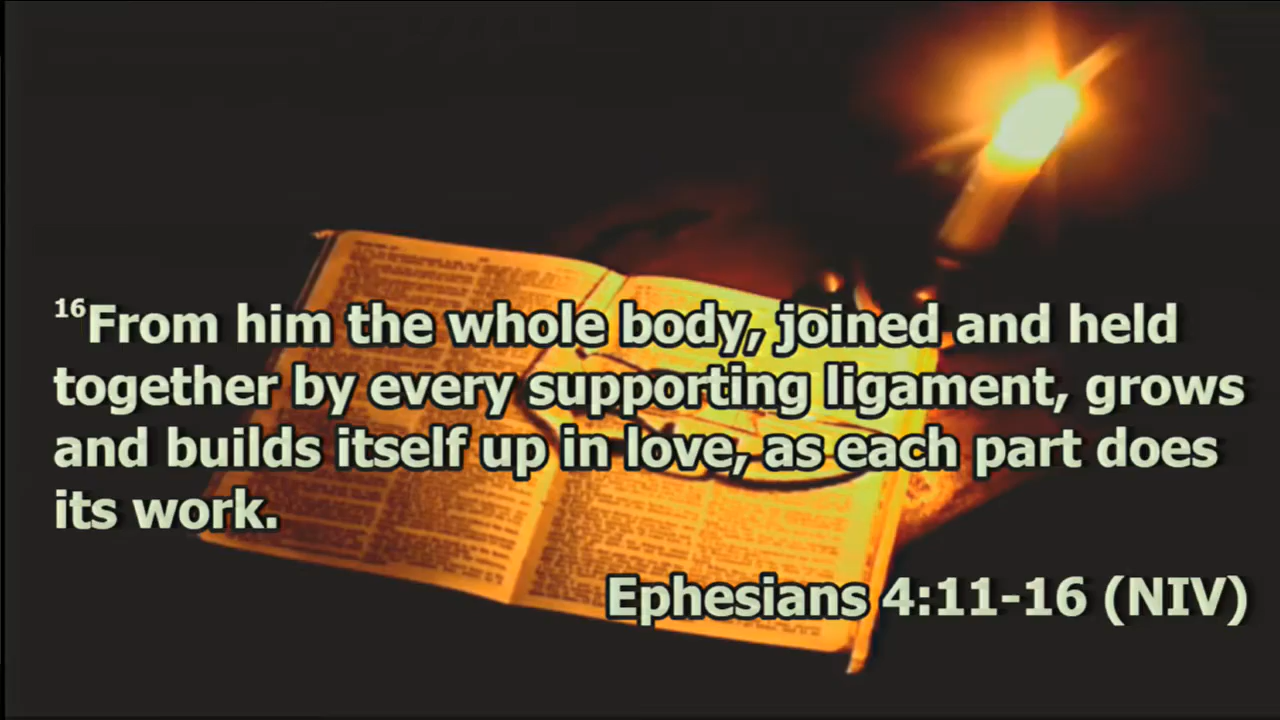 16From him the whole body, joined and held
together by every supporting ligament, grows
and builds itself up in love, as each part does
its work.
Ephesians 4:11-16 (NIV)